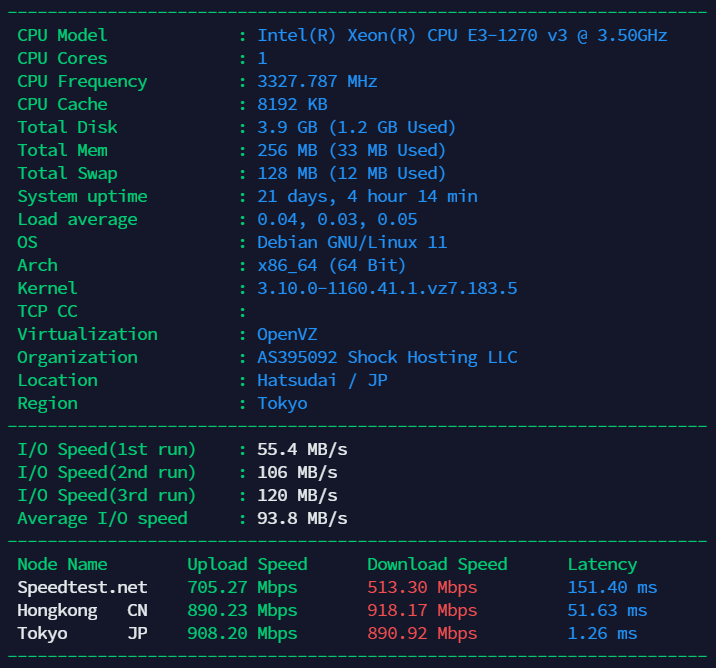 CPU Model : Intel(R) Xeon(R) CPU E3-1270 v3 @ 3.50GHz
CPU Cores : 1
CPU Frequency : 3327.787 MHz
CPU Cache : 8192 KB
Total Disk : 3.9 GB (1.2 GB Used)
Total Mem : 256 MB (33 MB Used)
Total Swap : 128 MB (12 MB Used)
System uptime : 21 days, 4 hour 14 min
Load average : 0.04, 0.03, 0.05
OS : Debian GNU/Linux 11
Arch : x86_64 (64 Bit)
Kernel : 3.10.0-1160.41.1.vz7.183.5
TCP CC :
Virtualization : OpenVZ
Organization : AS395092 Shock Hosting LLC
Location : Hatsudai / JP
Region : Tokyo
I/O Speed(1st run) : 55.4 MB/s
I/O Speed(2nd run) : 106 MB/s
I/O Speed(3rd run) : 120 MB/s
Average I/O speed : 93.8 MB/s
Node Name Upload Speed Download Speed Latency
Speedtest.net 705.27 Mbps 513.30 Mbps 151.40 ms
Hongkong CN 890.23 Mbps 918.17 Mbps 51.63 ms
Tokyo JP 908.20 Mbps 890.92 Mbps 1.26 ms